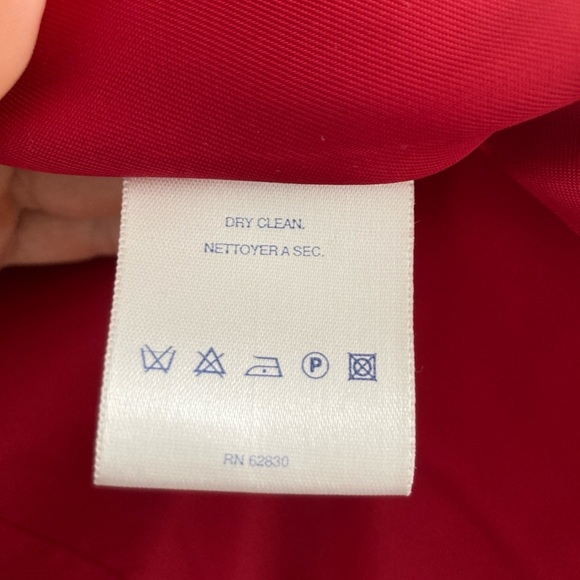 DRY CLEAN.
NETTOYER A SEC.
P
RN 62830